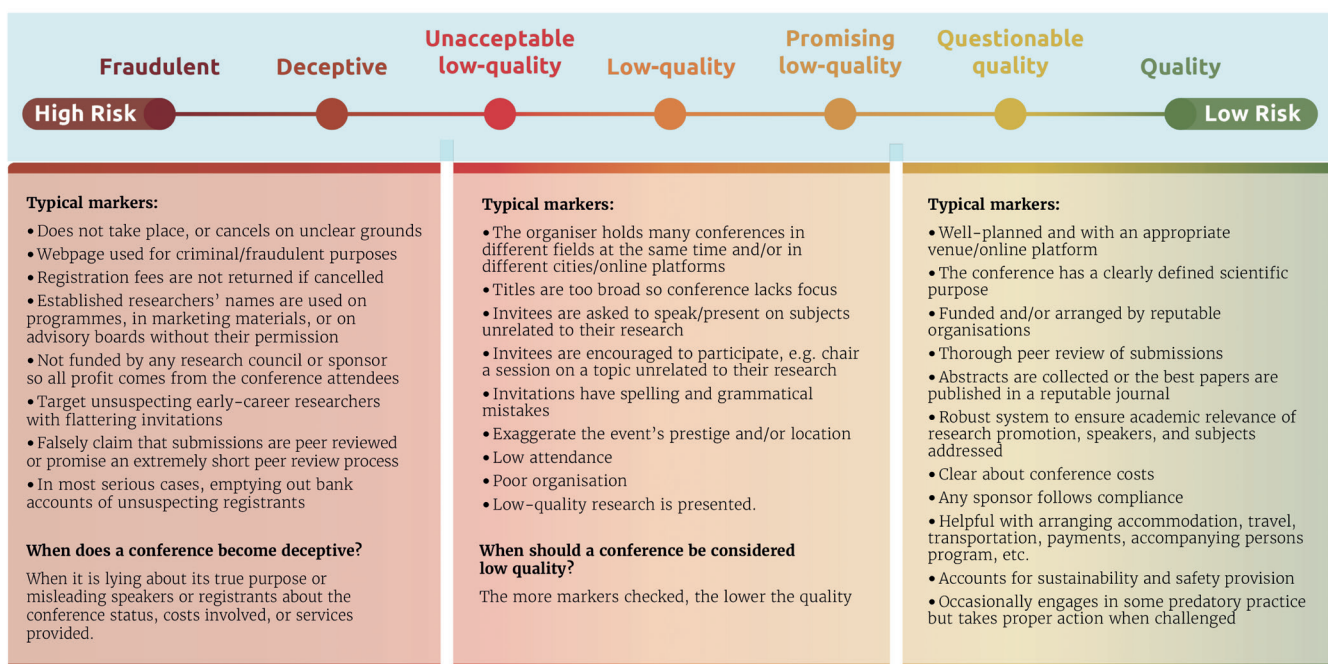 Fraudulent
Deceptive
Unacceptable
low-quality
Low-quality
Promising
low-quality
Questionable
quality
Quality
High Risk
Low Risk
Typical markers:
• Does not take place, or cancels on unclear grounds
• Webpage used for criminal/fraudulent purposes
• Registration fees are not returned if cancelled
• Established researchers’ names are used on
programmes, in marketing materials, or on
advisory boards without their permission
• Not funded by any research council or sponsor
so all profit comes from the conference attendees
• Target unsuspecting early-career researchers
with flattering invitations
• Falsely claim that submissions are peer reviewed
or promise an extremely short peer review process
• In most serious cases, emptying out bank
accounts of unsuspecting registrants
When does a conference become deceptive?
When it is lying about its true purpose or
misleading speakers or registrants about the
conference status, costs involved, or services
provided.
Typical markers:
• The organiser holds many conferences in
different fields at the same time and/or in
different cities/online platforms
• Titles are too broad so conference lacks focus
• Invitees are asked to speak/present on subjects
unrelated to their research
• Invitees are encouraged to participate, e.g. chair
a session on a topic unrelated to their research
• Invitations have spelling and grammatical
mistakes
• Exaggerate the event’s prestige and/or location
• Low attendance
• Poor organisation
• Low-quality research is presented.
When should a conference be considered
low quality?
The more markers checked, the lower the quality
Typical markers:
• Well-planned and with an appropriate
venue/online platform
• The conference has a clearly defined scientific
purpose
• Funded and/or arranged by reputable
organisations
• Thorough peer review of submissions
• Abstracts are collected or the best papers are
published in a reputable journal
• Robust system to ensure academic relevance of
research promotion, speakers, and subjects
addressed
• Clear about conference costs
• Any sponsor follows compliance
• Helpful with arranging accommodation, travel,
transportation, payments, accompanying persons
program, etc.
• Accounts for sustainability and safety provision
• Occasionally engages in some predatory practice
but takes proper action when challenged